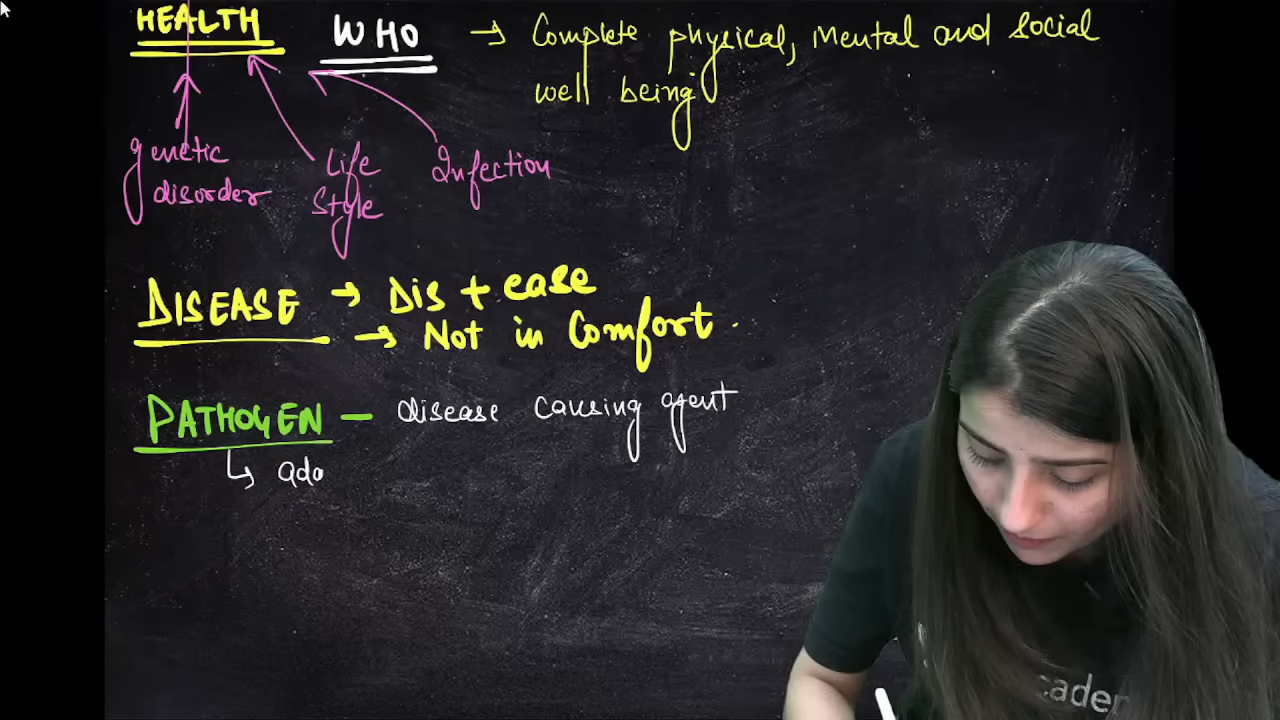 HEALTH WHO → Complete physical, mental and social
well being
genetic
disorder
Life
Style
Infection
DISEASE → Dis + ease
→ Not in Comfort.
PATHOGEN — disease causing agent
↳ ada